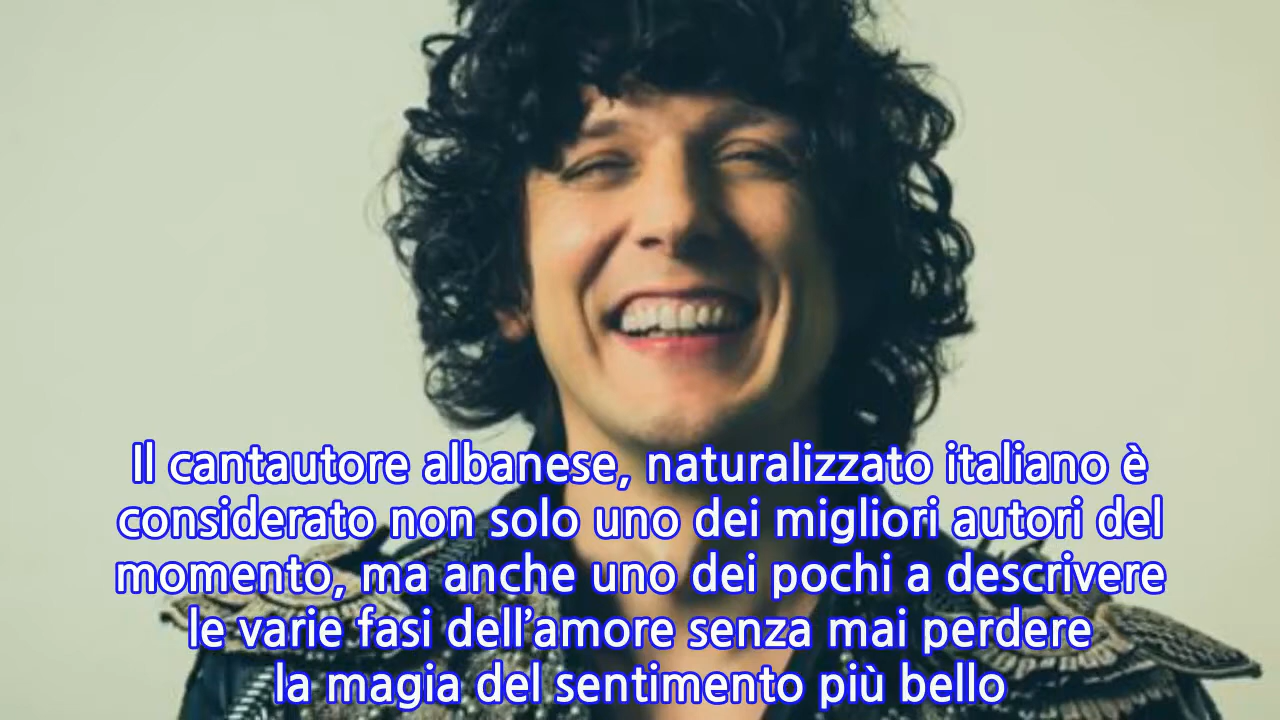 Il cantautore albanese, naturalizzato italiano è
considerato non solo uno dei migliori autori del
momento, ma anche uno dei pochi a descrivere
le varie fasi dell’amore senza mai perdere
la magia del sentimento più bello